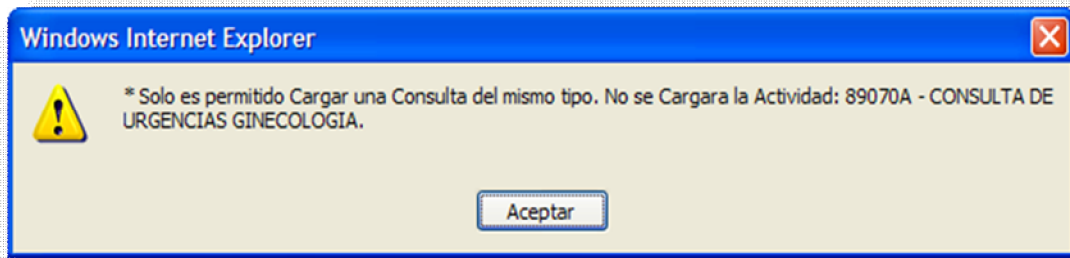 Windows Internet Explorer
* Solo es permitido Cargar una Consulta del mismo tipo. No se Cargara la Actividad: 89070A - CONSULTA DE
URGENCIAS GINECOLOGIA.
Aceptar